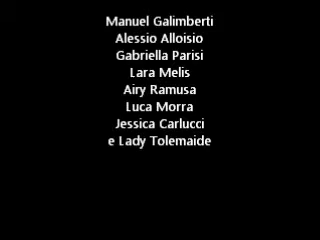 Manuel Galimberti
Alessio Alloisio
Gabriella Parisi
Lara Melis
Airy Ramusa
Luca Morra
Jessica Carlucci
e Lady Tolemaide